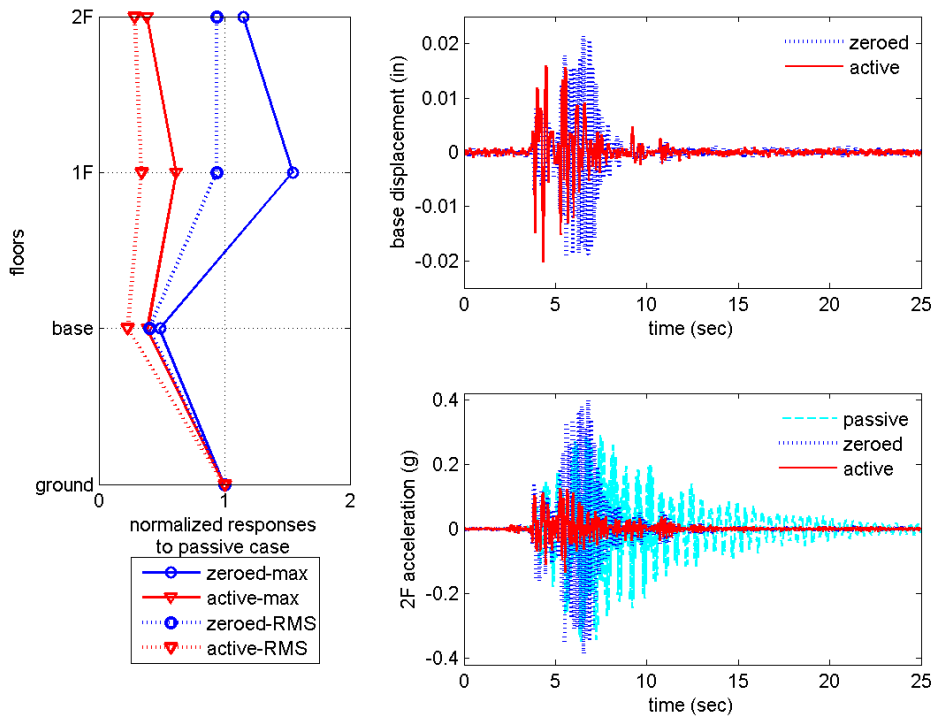 2F
1F
base
ground
floors
0
1
2
normalized responses
to passive case
zeroed-max
active-max
zeroed-RMS
active-RMS
0.02
0.01
0
-0.01
-0.02
base displacement (in)
zeroed
active
0
5
10
15
20
25
time (sec)
0.4
0.2
0
-0.2
-0.4
2F acceleration (g)
passive
zeroed
active
0
5
10
15
20
25
time (sec)